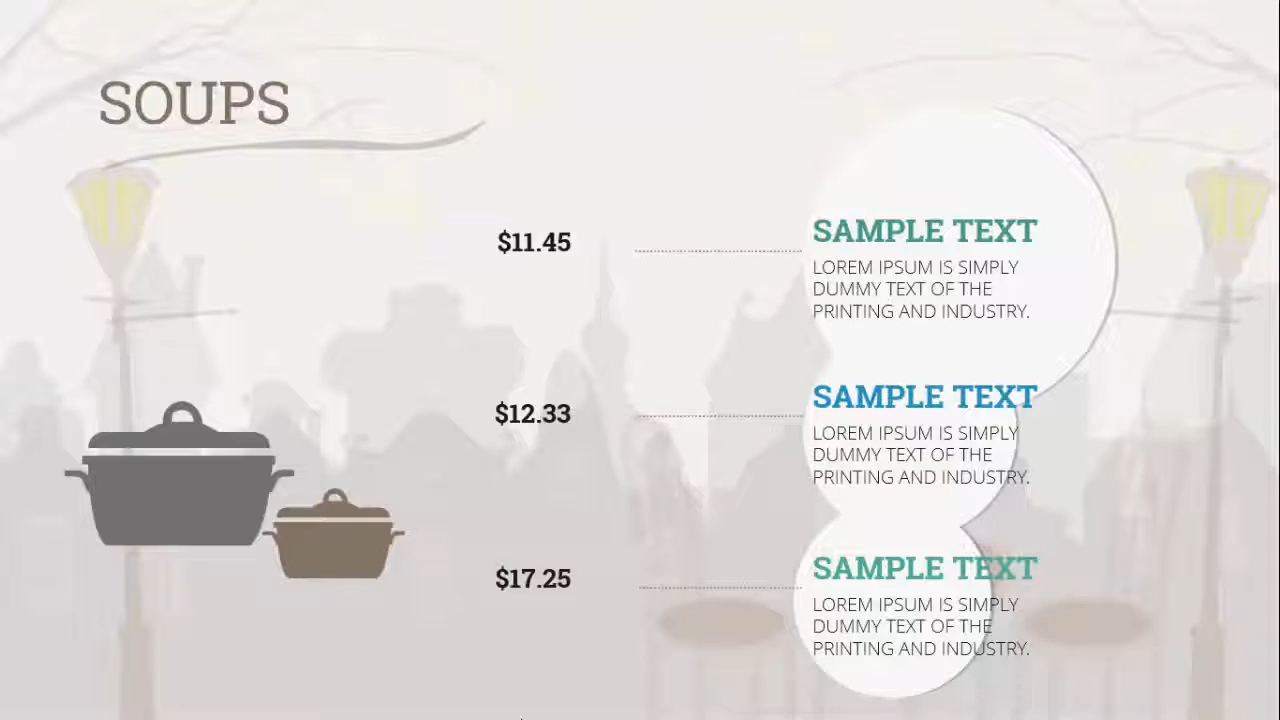 SOUPS
$11.45
SAMPLE TEXT
LOREM IPSUM IS SIMPLY
DUMMY TEXT OF THE
PRINTING AND INDUSTRY.
$12.33
SAMPLE TEXT
LOREM IPSUM IS SIMPLY
DUMMY TEXT OF THE
PRINTING AND INDUSTRY.
$17.25
SAMPLE TEXT
LOREM IPSUM IS SIMPLY
DUMMY TEXT OF THE
PRINTING AND INDUSTRY.